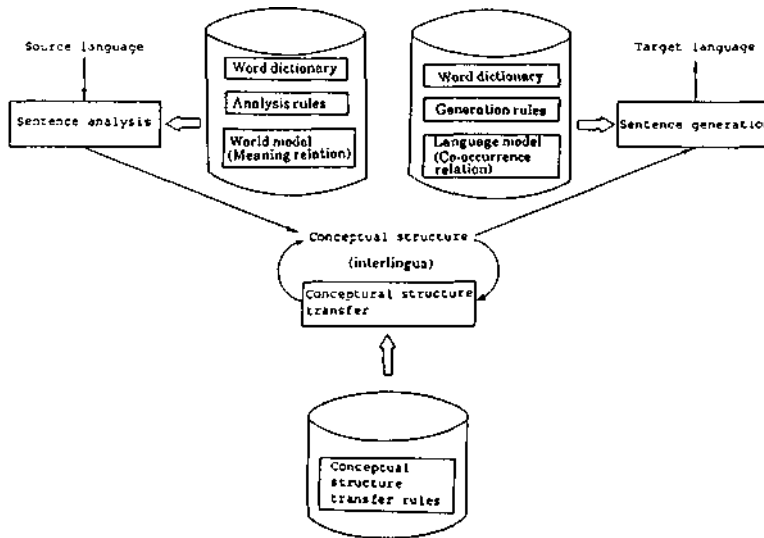 Source language
Sentence analysis
Word dictionary
Analysis rules
World model
(Meaning relation)
Word dictionary
Generation rules
Language model
(Co-occurrence
relation)
Target language
Sentence generation
Conceptual structure
(interlingua)
Conceptural structure
transfer
Conceptual
structure
transfer rules